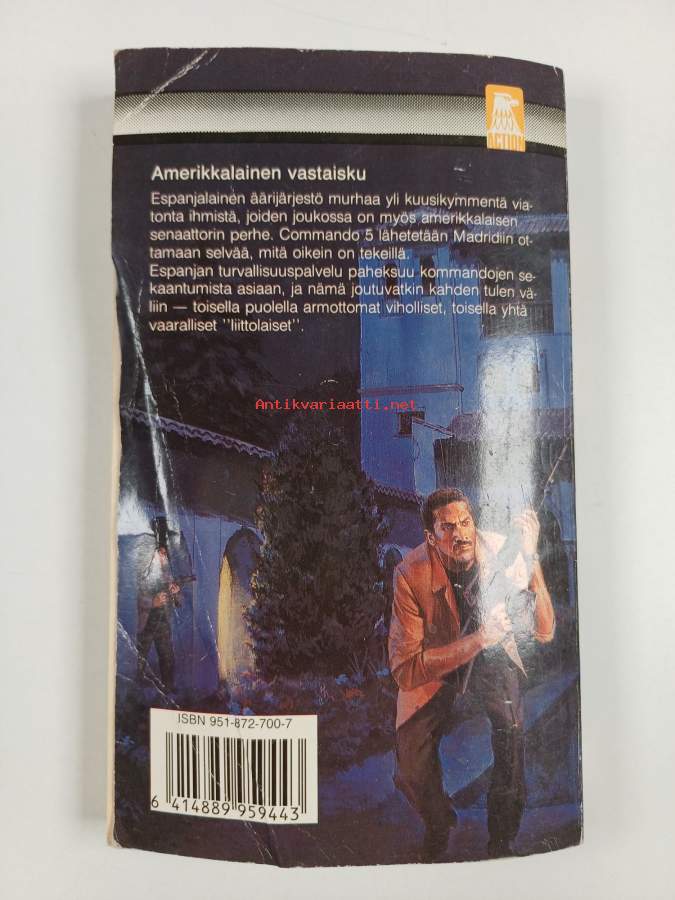 ACTION
Amerikkalainen vastaisku
Espanjalainen äärijärjestö murhaa yli kuusikymmentä via-
tonta ihmistä, joiden joukossa on myös amerikkalaisen
senaattorin perhe. Commando 5 lähetetään Madridiin ot-
tamaan selvää, mitä oikein on tekeillä.
Espanjan turvallisuuspalvelu paheksuu kommandojen se-
kaantumista asiaan, ja nämä joutuvatkin kahden tulen vä-
liin — toisella puolella armottomat viholliset, toisella yhtä
vaaralliset ''liittolaiset''.
Antikvariaatti.net
ISBN 951-872-700-7
6 414889 959443